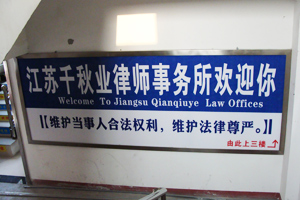 江苏千秋业律师事务所欢迎你
Welcome To Jiangsu Qianqiuye Law Offices
【维护当事人合法权利，维护法律尊严。】
由此上三楼